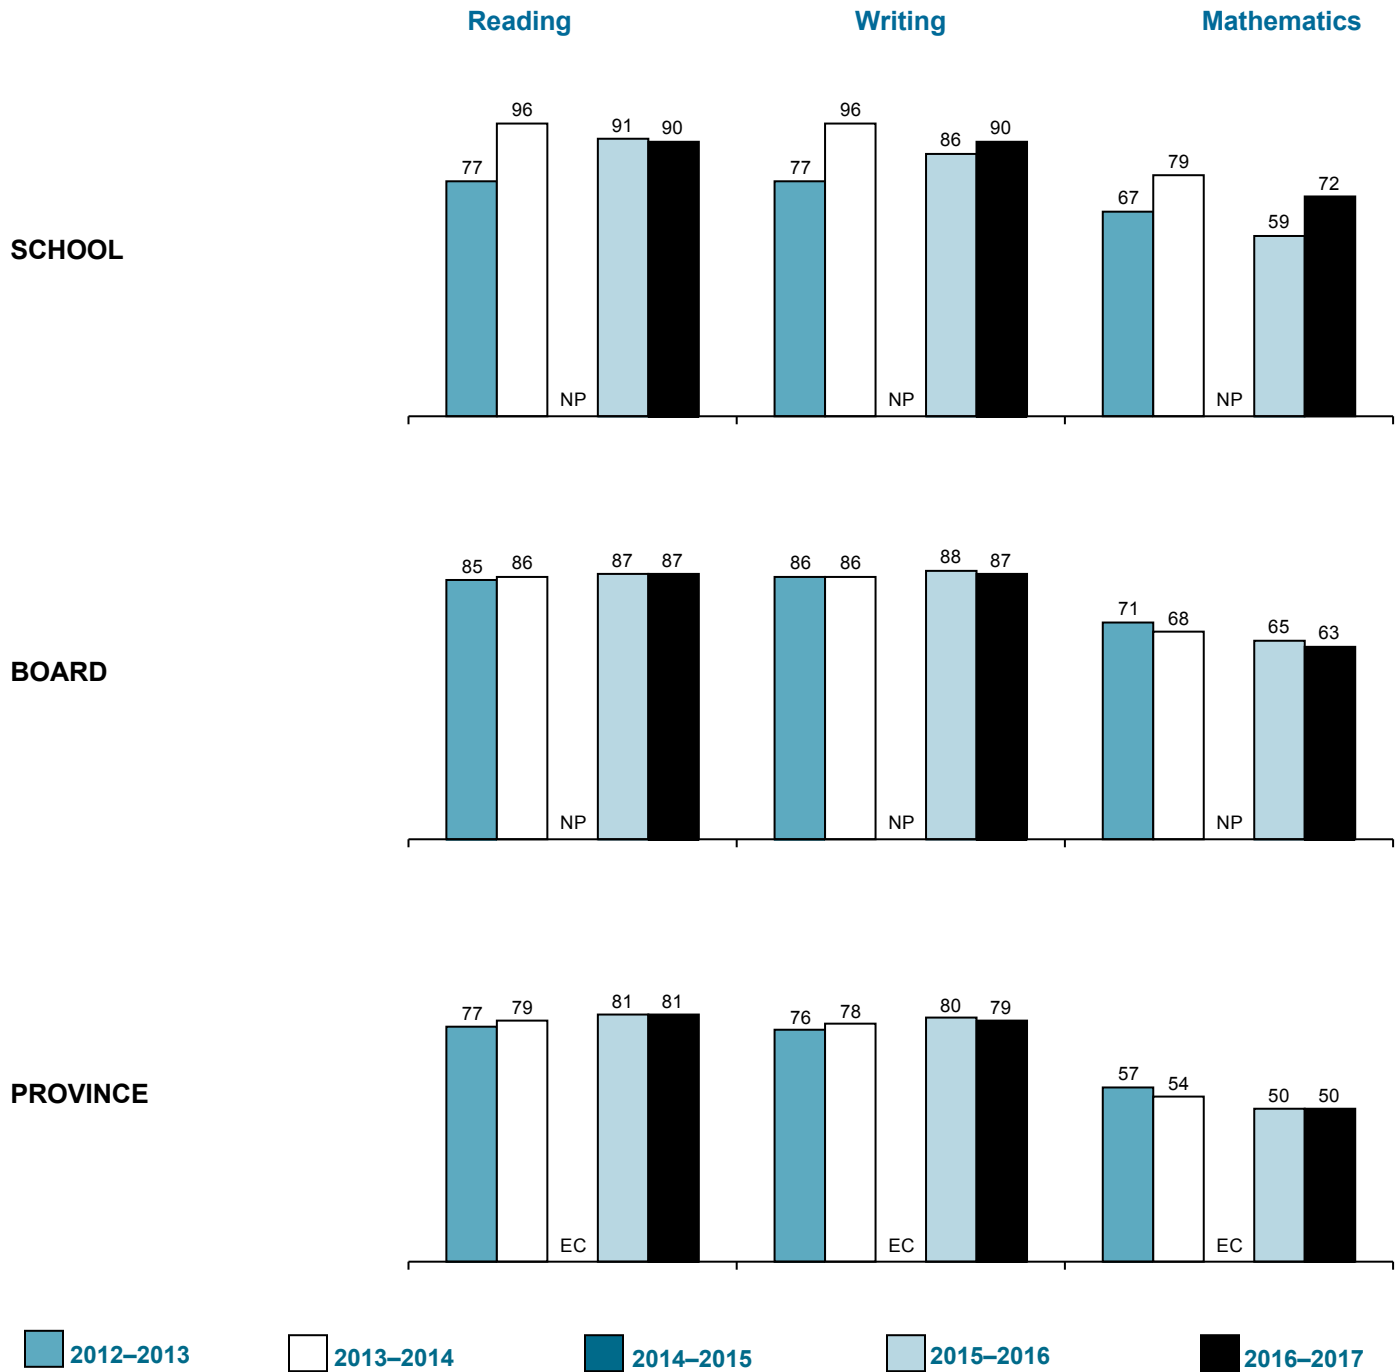 Reading Writing Mathematics
SCHOOL
77 96 NP 91 90 77 96 NP 86 90 67 79 NP 59 72
BOARD
85 86 NP 87 87 86 86 NP 88 87 71 68 NP 65 63
PROVINCE
77 79 EC 81 81 76 78 EC 80 79 57 54 EC 50 50
2012–2013 2013–2014 2014–2015 2015–2016 2016–2017